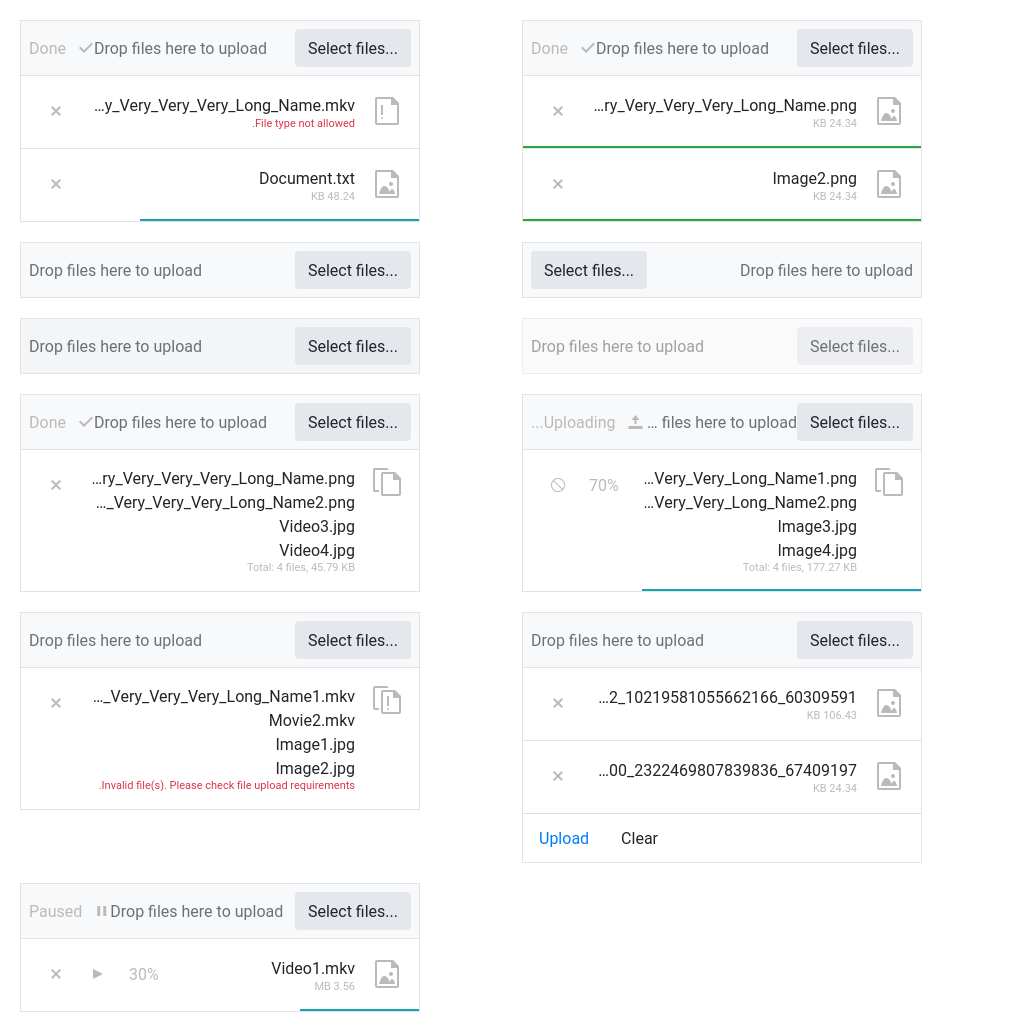 Done Drop files here to upload Select files...
...y_Very_Very_Very_Long_Name.mkv
.File type not allowed
Document.txt
KB 48.24
Done Drop files here to upload Select files...
...ry_Very_Very_Very_Long_Name.png
KB 24.34
Image2.png
KB 24.34
Drop files here to upload Select files...
Select files... Drop files here to upload
Drop files here to upload Select files...
Drop files here to upload Select files...
Done Drop files here to upload Select files...
...ry_Very_Very_Very_Long_Name.png
..._Very_Very_Very_Long_Name2.png
Video3.jpg
Video4.jpg
Total: 4 files, 45.79 KB
...Uploading ... files here to upload Select files...
70% ...Very_Very_Long_Name1.png
...Very_Very_Long_Name2.png
Image3.jpg
Image4.jpg
Total: 4 files, 177.27 KB
Drop files here to upload Select files...
..._Very_Very_Very_Long_Name1.mkv
Movie2.mkv
Image1.jpg
Image2.jpg
.Invalid file(s). Please check file upload requirements
Drop files here to upload Select files...
...2_10219581055662166_60309591
KB 106.43
...00_2322469807839836_67409197
KB 24.34
Upload Clear
Paused Drop files here to upload Select files...
30% Video1.mkv
MB 3.56